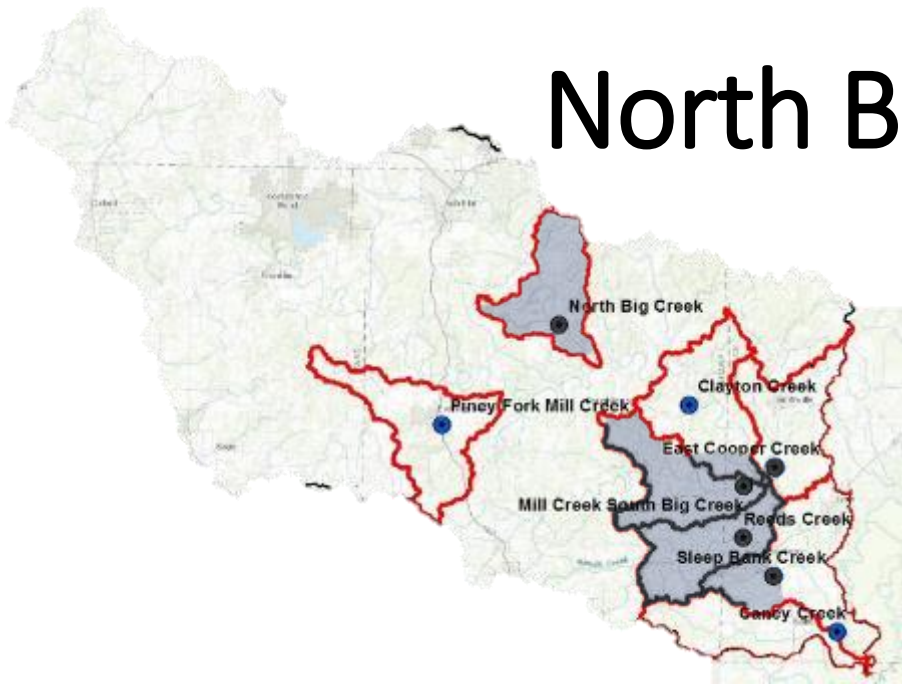 North B
North Big Creek
Clayton Creek
Piney Fork Mill Creek
East Cooper Creek
Mill Creek South Big Creek
Reeds Creek
Sleep Bank Creek
Caney Creek